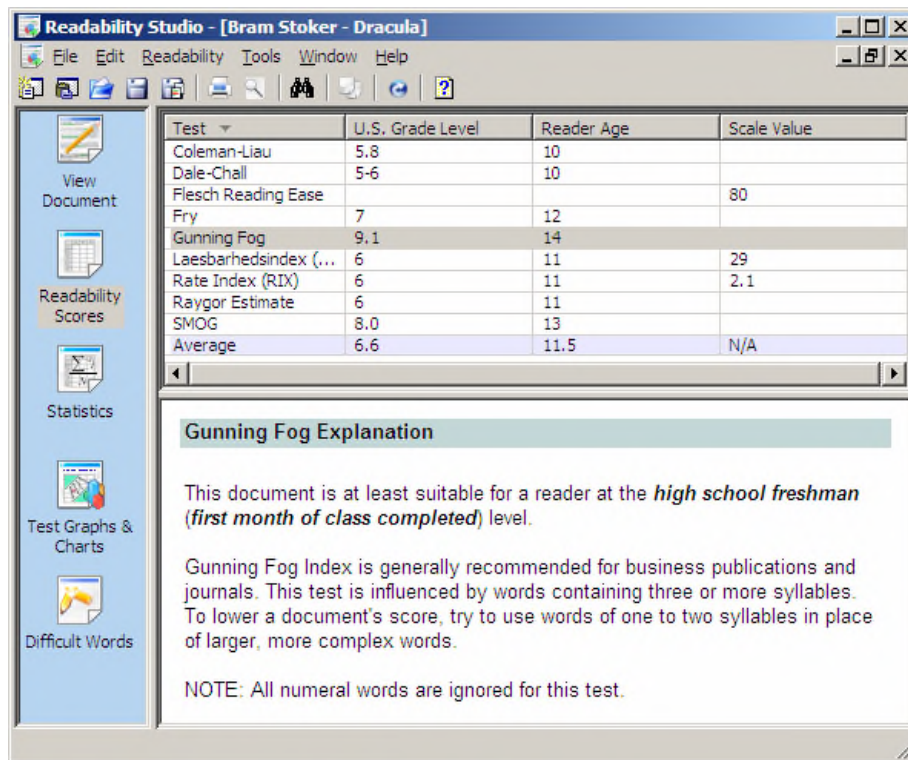 Readability Studio - [Bram Stoker - Dracula]
File Edit Readability Tools Window Help
View
Document
Readability
Scores
Statistics
Test Graphs &
Charts
Difficult Words
Test U.S. Grade Level Reader Age Scale Value
Coleman-Liau 5.8 10
Dale-Chall 5-6 10
Flesch Reading Ease 80
Fry 7 12
Gunning Fog 9.1 14
Laesbarhedsindex (... 6 11 29
Rate Index (RIX) 6 11 2.1
Raygor Estimate 6 11
SMOG 8.0 13
Average 6.6 11.5 N/A
Gunning Fog Explanation
This document is at least suitable for a reader at the high school freshman
(first month of class completed) level.
Gunning Fog Index is generally recommended for business publications and
journals. This test is influenced by words containing three or more syllables.
To lower a document's score, try to use words of one to two syllables in place
of larger, more complex words.
NOTE: All numeral words are ignored for this test.